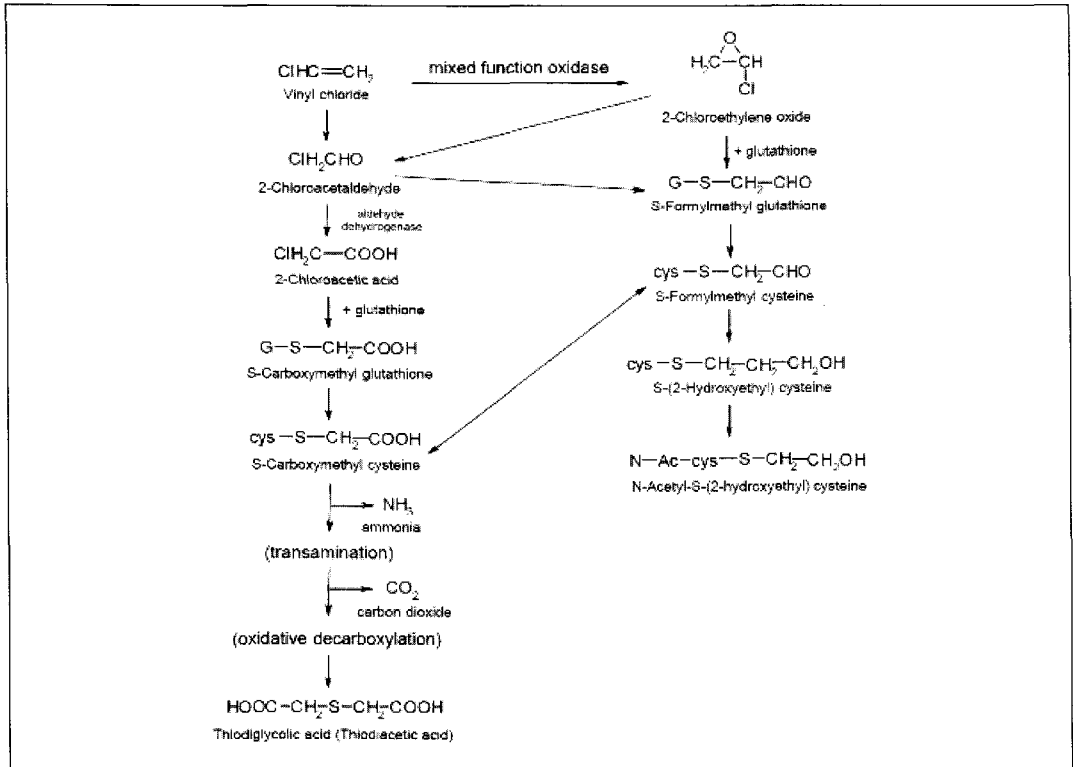 ClHC=CH2
Vinyl chloride
mixed function oxidase
O
H2C-CH
Cl
2-Chloroethylene oxide
+ glutathione
ClH2CHO
2-Chloroacetaldehyde
G-S-CH2-CHO
S-Formylmethyl glutathione
aldehyde
dehydrogenase
ClH2C-COOH
2-Chloroacetic acid
cys-S-CH2-CHO
S-Formylmethyl cysteine
+ glutathione
G-S-CH2-COOH
S-Carboxymethyl glutathione
cys-S-CH2-CH2-CH2OH
S-(2-Hydroxyethyl) cysteine
cys-S-CH2-COOH
S-Carboxymethyl cysteine
N-Ac-cys-S-CH2-CH2OH
N-Acetyl-S-(2-hydroxyethyl) cysteine
NH3
ammonia
(transamination)
CO2
carbon dioxide
(oxidative decarboxylation)
HOOC-CH2-S-CH2-COOH
Thiodiglycolic acid (Thiodiacetic acid)